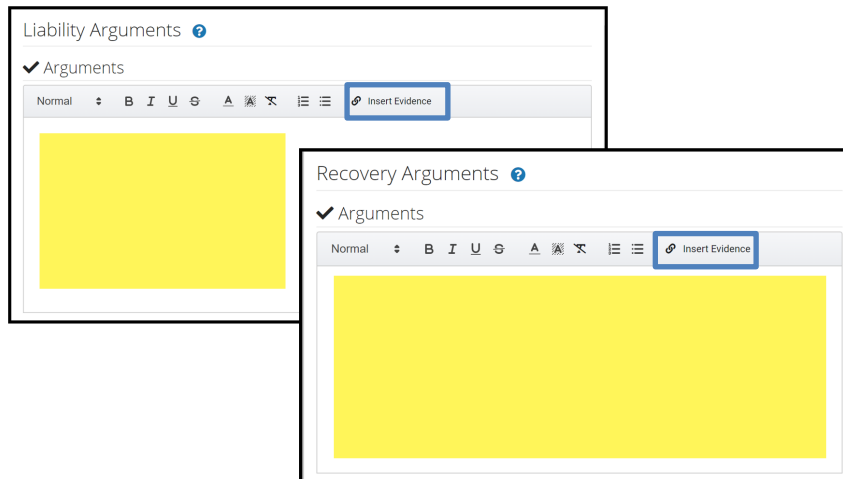 Liability Arguments ?
Arguments
Normal B I U S A A T Insert Evidence
Recovery Arguments ?
Arguments
Normal B I U S A A T Insert Evidence